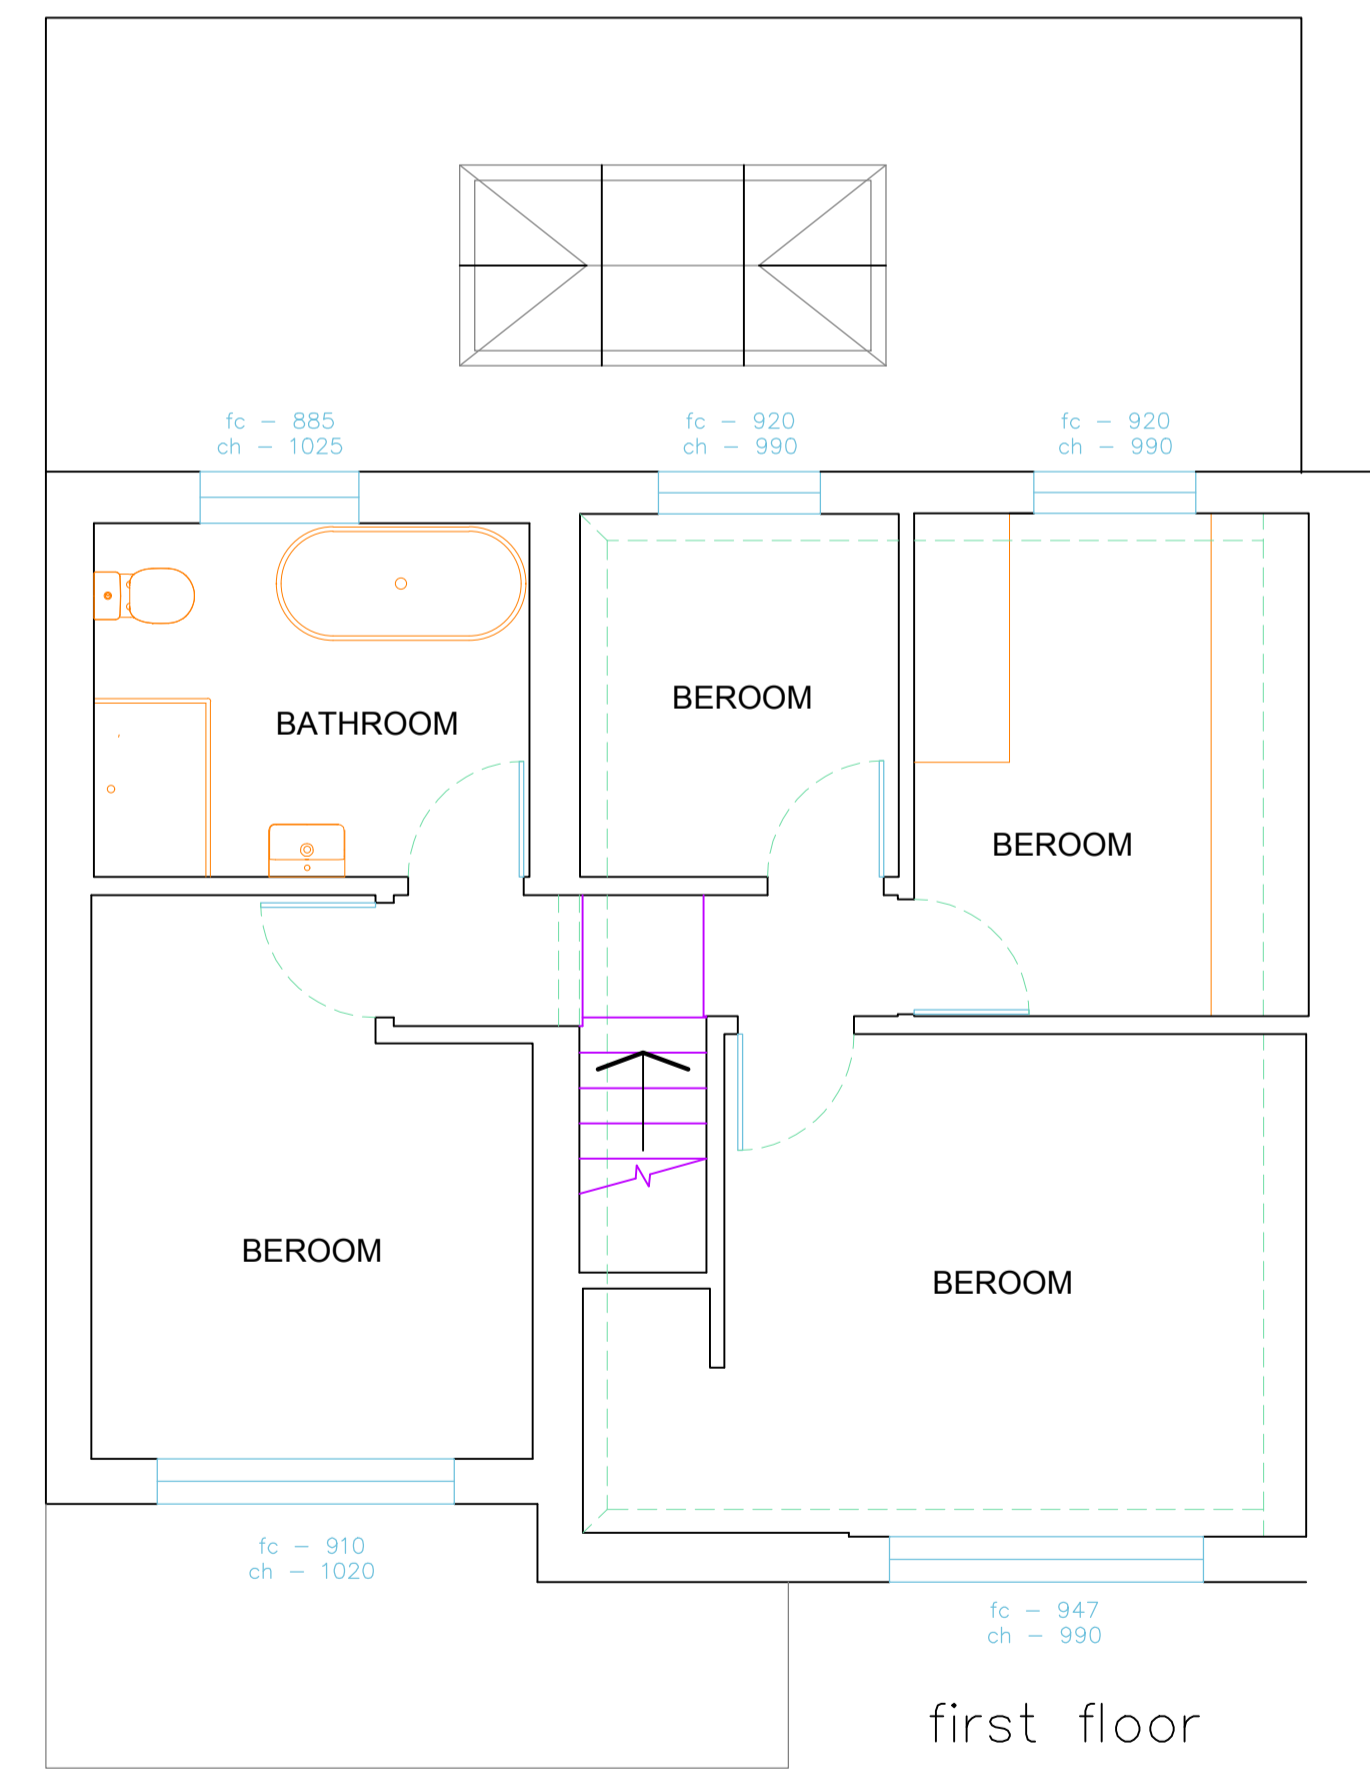 fc - 885
ch - 1025
fc - 920
ch - 990
fc - 920
ch - 990
BATHROOM
BEROOM
BEROOM
BEROOM
BEROOM
fc - 910
ch - 1020
fc - 947
ch - 990
first floor